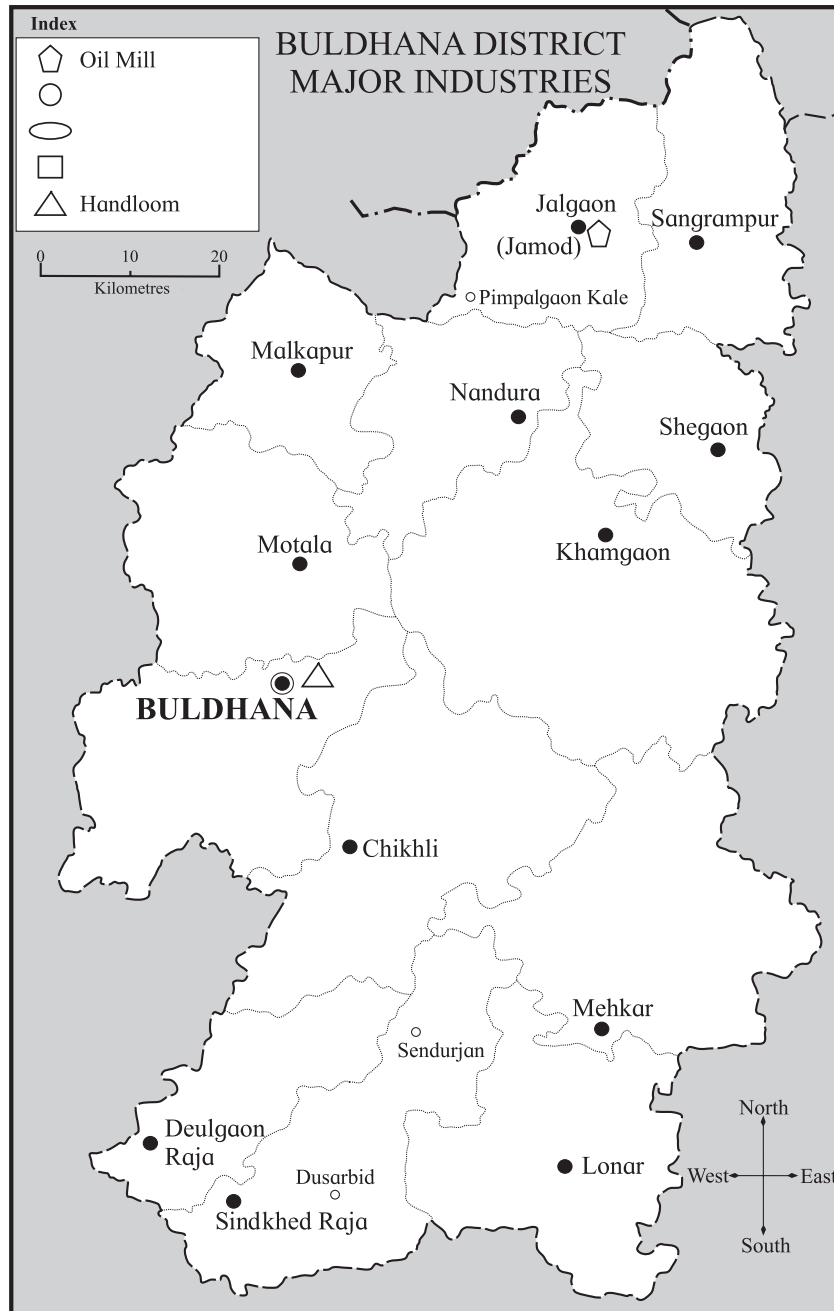 Index
Oil Mill
Handloom
BULDHANA DISTRICT
MAJOR INDUSTRIES
0 10 20
Kilometres
Jalgaon
(Jamod)
Sangrampur
Pimpalgaon Kale
Malkapur
Nandura
Shegaon
Motala
Khamgaon
BULDHANA
Chikhli
Mehkar
Sendurjan
Deulgaon
Raja
Dusarbid
Sindkhed Raja
Lonar
North
West East
South